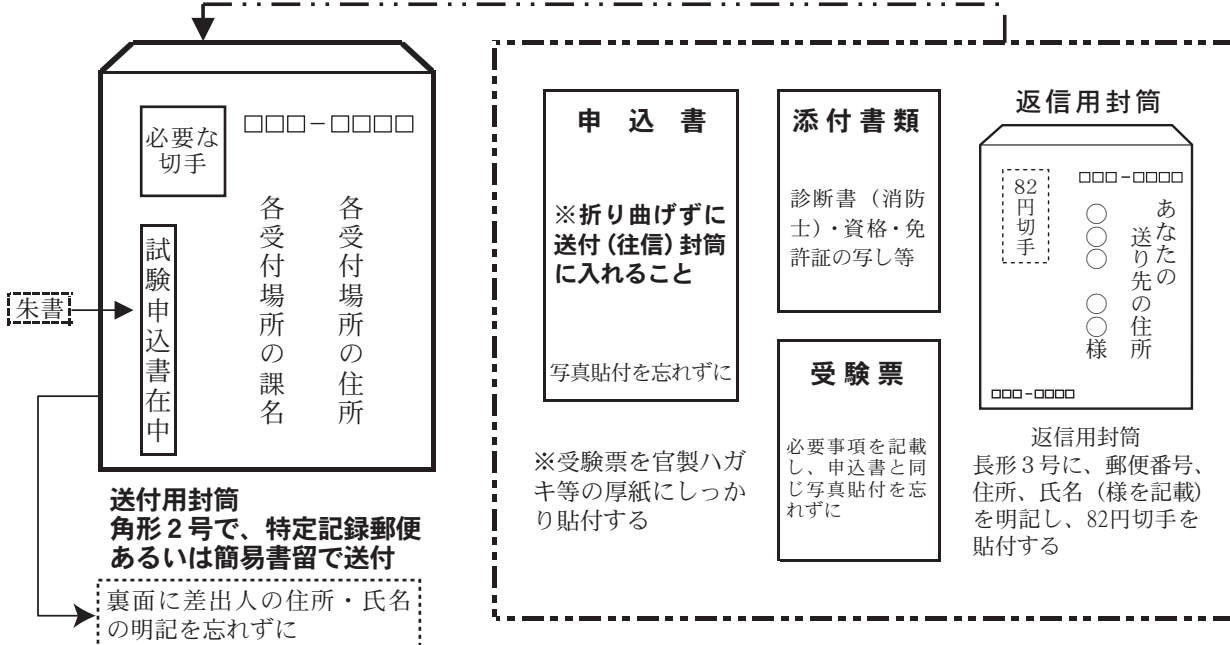 必要な
切手
□□□−□□□□
各受付場所の住所
各受付場所の課名
試験申込書在中
朱書
送付用封筒
角形２号で、特定記録郵便
あるいは簡易書留で送付
裏面に差出人の住所・氏名
の明記を忘れずに
申込書
※折り曲げずに
送付（往信）封筒
に入れること
写真貼付を忘れずに
※受験票を官製ハガ
キ等の厚紙にしっか
り貼付する
添付書類
診断書（消防
士）・資格・免
許証の写し等
受験票
必要事項を記載
し、申込書と同
じ写真貼付を忘
れずに
返信用封筒
82円切手
□□□−□□□□
あなたの
送り先の住所
○○○　○○様
□□□−□□□□
返信用封筒
長形３号に、郵便番号、
住所、氏名（様を記載）
を明記し、82円切手を
貼付する